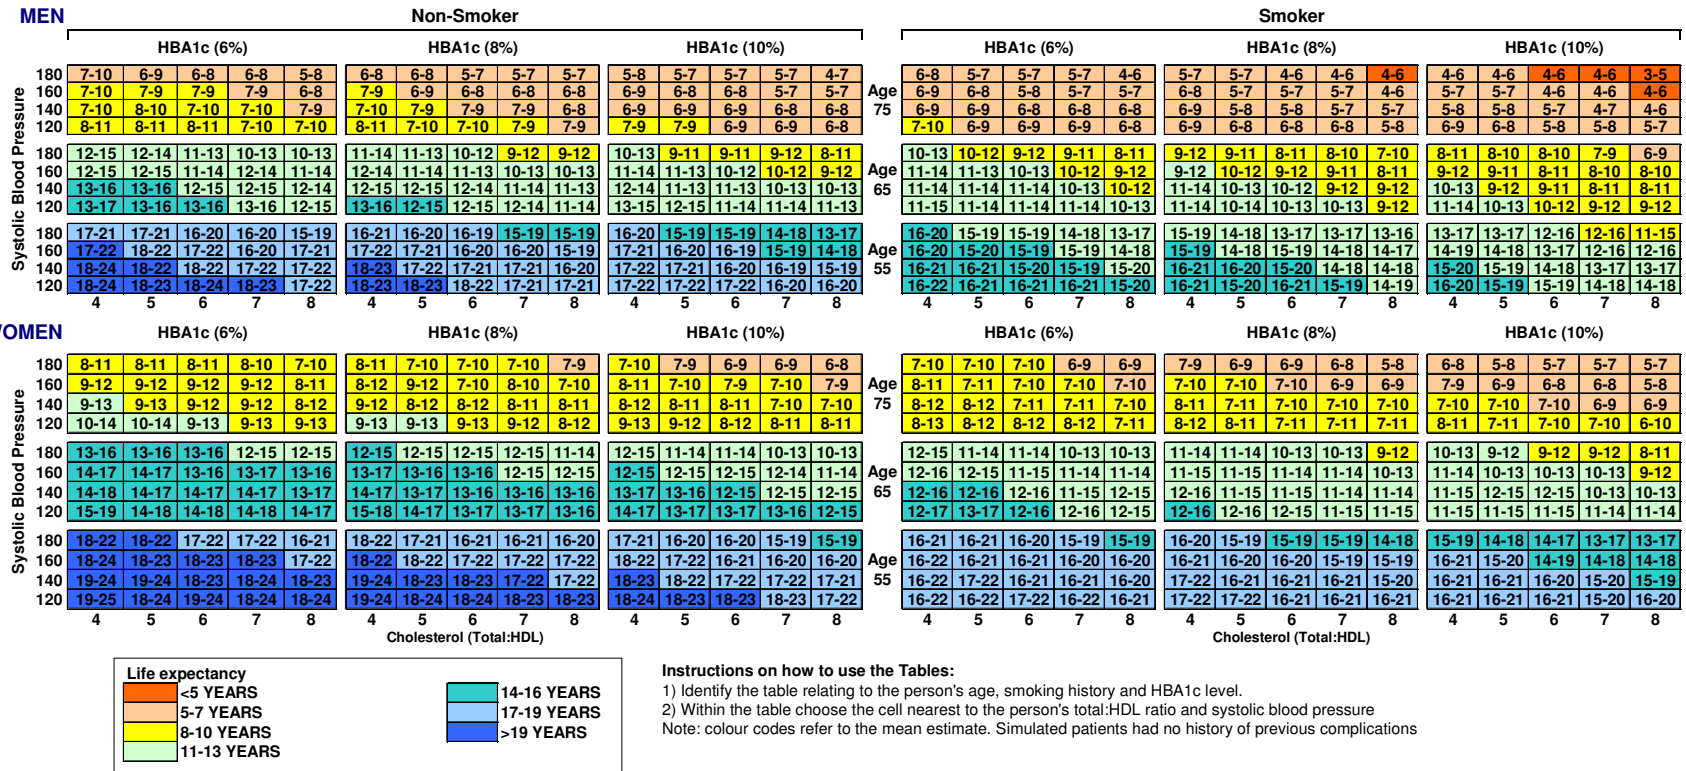 MEN Non-Smoker Smoker
HBA1c (6%) HBA1c (8%) HBA1c (10%) HBA1c (6%) HBA1c (8%) HBA1c (10%)
Systolic Blood Pressure
180 7-10 6-9 6-8 6-8 5-8 6-8 6-8 5-7 5-7 5-7 5-8 5-7 5-7 5-7 4-7 6-8 5-7 5-7 5-7 4-6 5-7 5-7 4-6 4-6 4-6 4-6 4-6 4-6 4-6 3-5
160 7-10 7-9 7-9 7-9 6-8 7-9 6-9 6-8 6-8 6-8 6-8 6-8 6-8 5-7 5-7 Age 6-9 6-8 6-8 5-7 5-7 6-8 5-7 5-7 5-7 4-6 5-7 5-7 4-6 4-6 4-6
140 7-10 8-10 7-10 7-10 7-9 7-10 7-9 7-9 7-9 6-8 6-9 6-9 6-9 6-8 6-8 75 6-9 6-9 6-8 6-8 5-7 6-8 6-8 5-8 5-7 5-7 5-8 5-8 5-7 4-7 4-6
120 8-11 8-11 8-11 7-10 7-10 8-11 7-10 7-10 7-9 7-9 7-9 7-9 6-9 6-9 6-8 7-10 6-9 6-9 6-9 6-8 6-9 6-9 6-8 6-8 5-8 6-9 6-8 5-8 5-8 5-7
180 12-15 12-14 11-13 10-13 10-13 11-14 11-13 10-12 9-12 9-12 10-13 9-11 9-11 9-12 8-11 10-13 10-12 9-12 9-11 8-11 9-12 9-11 8-11 8-10 7-10 8-11 8-10 8-10 7-9 6-9
160 12-15 12-15 11-14 12-14 11-14 12-14 11-14 11-13 10-13 10-13 11-14 11-13 10-12 10-12 9-12 Age 11-14 11-13 10-13 10-12 9-12 9-12 10-12 9-12 9-11 8-11 9-12 9-11 8-11 8-10 8-10
140 13-16 13-16 12-15 12-15 12-14 12-15 12-15 12-14 11-14 11-13 11-14 11-14 11-13 10-13 10-13 65 11-14 11-14 11-14 10-13 10-12 11-14 10-13 10-12 9-12 9-12 10-13 9-12 9-11 8-11 8-11
120 13-17 13-16 13-16 13-16 12-15 13-16 12-15 12-15 12-14 11-14 13-15 12-15 11-14 11-14 11-13 11-15 11-14 11-14 11-14 10-13 11-14 11-14 10-13 10-13 9-12 11-14 10-13 10-12 9-12 9-12
180 17-21 17-21 16-20 16-20 15-19 16-21 16-20 16-19 15-19 15-19 16-20 15-19 15-19 14-18 13-17 16-20 15-19 15-19 14-18 13-17 15-19 14-18 13-17 13-17 13-16 13-17 13-17 12-16 12-16 11-15
160 17-22 18-22 17-22 16-20 17-21 17-22 17-21 16-20 16-20 15-19 17-21 16-20 16-19 15-19 14-18 Age 16-20 15-20 15-19 15-19 14-18 15-19 14-18 15-19 14-18 14-17 14-19 14-18 13-17 12-16 12-16
140 18-24 18-22 18-22 17-22 17-22 18-23 17-22 17-21 17-21 16-20 17-22 17-22 17-21 16-19 15-19 55 16-21 16-21 15-20 15-19 15-20 16-21 16-20 15-20 14-18 14-18 15-20 15-19 14-18 13-17 13-17
120 18-24 18-23 18-24 18-23 17-22 18-23 18-23 18-22 17-21 17-21 17-22 17-22 17-22 16-20 16-20 16-22 16-21 16-21 16-18 15-20 16-21 15-20 16-21 15-19 14-19 16-20 15-19 15-19 14-18 14-18
4 5 6 7 8 4 5 6 7 8 4 5 6 7 8 4 5 6 7 8 4 5 6 7 8 4 5 6 7 8
OMEN HBA1c (6%) HBA1c (8%) HBA1c (10%) HBA1c (6%) HBA1c (8%) HBA1c (10%)
Systolic Blood Pressure
180 8-11 8-11 8-11 8-10 7-10 8-11 7-10 7-10 7-10 7-9 7-10 7-9 6-9 6-9 6-8 7-10 7-10 7-10 6-9 6-9 7-9 6-9 6-9 6-8 5-8 6-8 5-8 5-7 5-7 5-7
160 9-12 9-12 9-12 9-12 8-11 8-12 9-12 7-10 8-10 7-10 8-11 7-10 7-9 7-10 7-9 Age 8-11 7-11 7-10 7-10 7-10 7-10 7-10 7-10 6-9 6-9 7-9 6-9 6-8 6-8 5-8
140 9-13 9-13 9-12 9-12 8-12 9-12 8-12 8-12 8-11 8-11 8-12 8-11 8-11 7-10 7-10 75 8-12 8-12 7-11 7-11 7-10 8-11 7-11 7-10 7-10 7-10 7-10 7-10 7-10 6-9 6-9
120 10-14 10-14 9-13 9-13 9-13 9-13 9-13 9-13 9-12 8-12 9-13 9-12 8-12 8-11 8-11 8-13 8-12 8-12 8-12 7-11 8-12 8-11 7-11 7-11 7-11 8-11 7-11 7-10 7-10 6-10
180 13-16 13-16 13-16 12-15 12-15 12-15 12-15 12-15 12-15 11-14 12-15 11-14 11-14 10-13 10-13 12-15 11-14 11-14 10-13 11-14 11-14 11-14 10-13 10-13 9-12 10-13 9-12 9-12 9-12 8-11
160 14-17 14-17 13-16 13-17 13-16 13-17 13-16 13-16 12-15 12-15 12-15 12-15 12-15 12-14 11-14 Age 12-16 12-15 11-15 11-14 11-14 11-15 11-15 11-14 11-14 10-13 11-14 10-13 10-13 10-13 9-12
140 14-18 14-17 14-17 14-17 13-17 14-17 13-17 13-16 13-16 13-16 13-17 13-16 12-15 12-15 12-15 65 12-16 12-16 12-16 11-15 12-15 12-16 11-15 11-15 11-14 11-14 11-15 12-15 12-15 10-13 10-13
120 15-19 14-18 14-18 14-17 13-17 15-18 14-17 13-17 13-17 13-16 14-17 13-17 13-16 13-16 12-15 12-17 13-17 12-16 12-16 12-15 12-16 12-16 12-15 11-15 11-15 11-15 11-15 11-15 11-14 11-14
180 18-22 18-22 17-22 17-22 16-21 18-22 17-21 16-21 16-21 16-20 17-21 16-20 16-20 15-19 15-19 16-21 16-21 16-20 15-19 15-19 16-20 15-19 15-19 15-19 14-18 15-19 14-18 14-17 13-17 13-17
160 18-24 18-23 18-23 18-23 17-22 18-22 18-22 17-22 17-22 17-22 18-22 17-22 16-20 16-21 16-20 Age 16-22 16-21 16-21 16-20 16-20 16-21 16-21 16-20 15-19 15-19 16-21 15-20 14-19 14-18 14-18
140 19-24 19-24 18-24 18-24 18-23 19-24 18-23 18-23 17-22 17-22 18-23 18-22 17-22 17-22 17-21 55 16-22 17-22 16-21 16-21 16-20 17-22 16-21 16-21 16-21 15-20 16-21 16-21 16-20 15-20 15-19
120 19-25 18-24 18-24 19-24 18-24 19-24 18-24 18-24 18-23 18-23 18-24 18-23 18-23 18-23 17-22 16-22 16-22 17-22 16-22 16-21 17-22 17-22 16-21 16-21 16-21 16-21 16-21 16-21 15-20 16-20
4 5 6 7 8 4 5 6 7 8 4 5 6 7 8 4 5 6 7 8 4 5 6 7 8 4 5 6 7 8
Cholesterol (Total:HDL) Cholesterol (Total:HDL)
Life expectancy
<5 YEARS 14-16 YEARS
5-7 YEARS 17-19 YEARS
8-10 YEARS >19 YEARS
11-13 YEARS
Instructions on how to use the Tables:
1) Identify the table relating to the person's age, smoking history and HBA1c level.
2) Within the table choose the cell nearest to the person's total:HDL ratio and systolic blood pressure
Note: colour codes refer to the mean estimate. Simulated patients had no history of previous complications